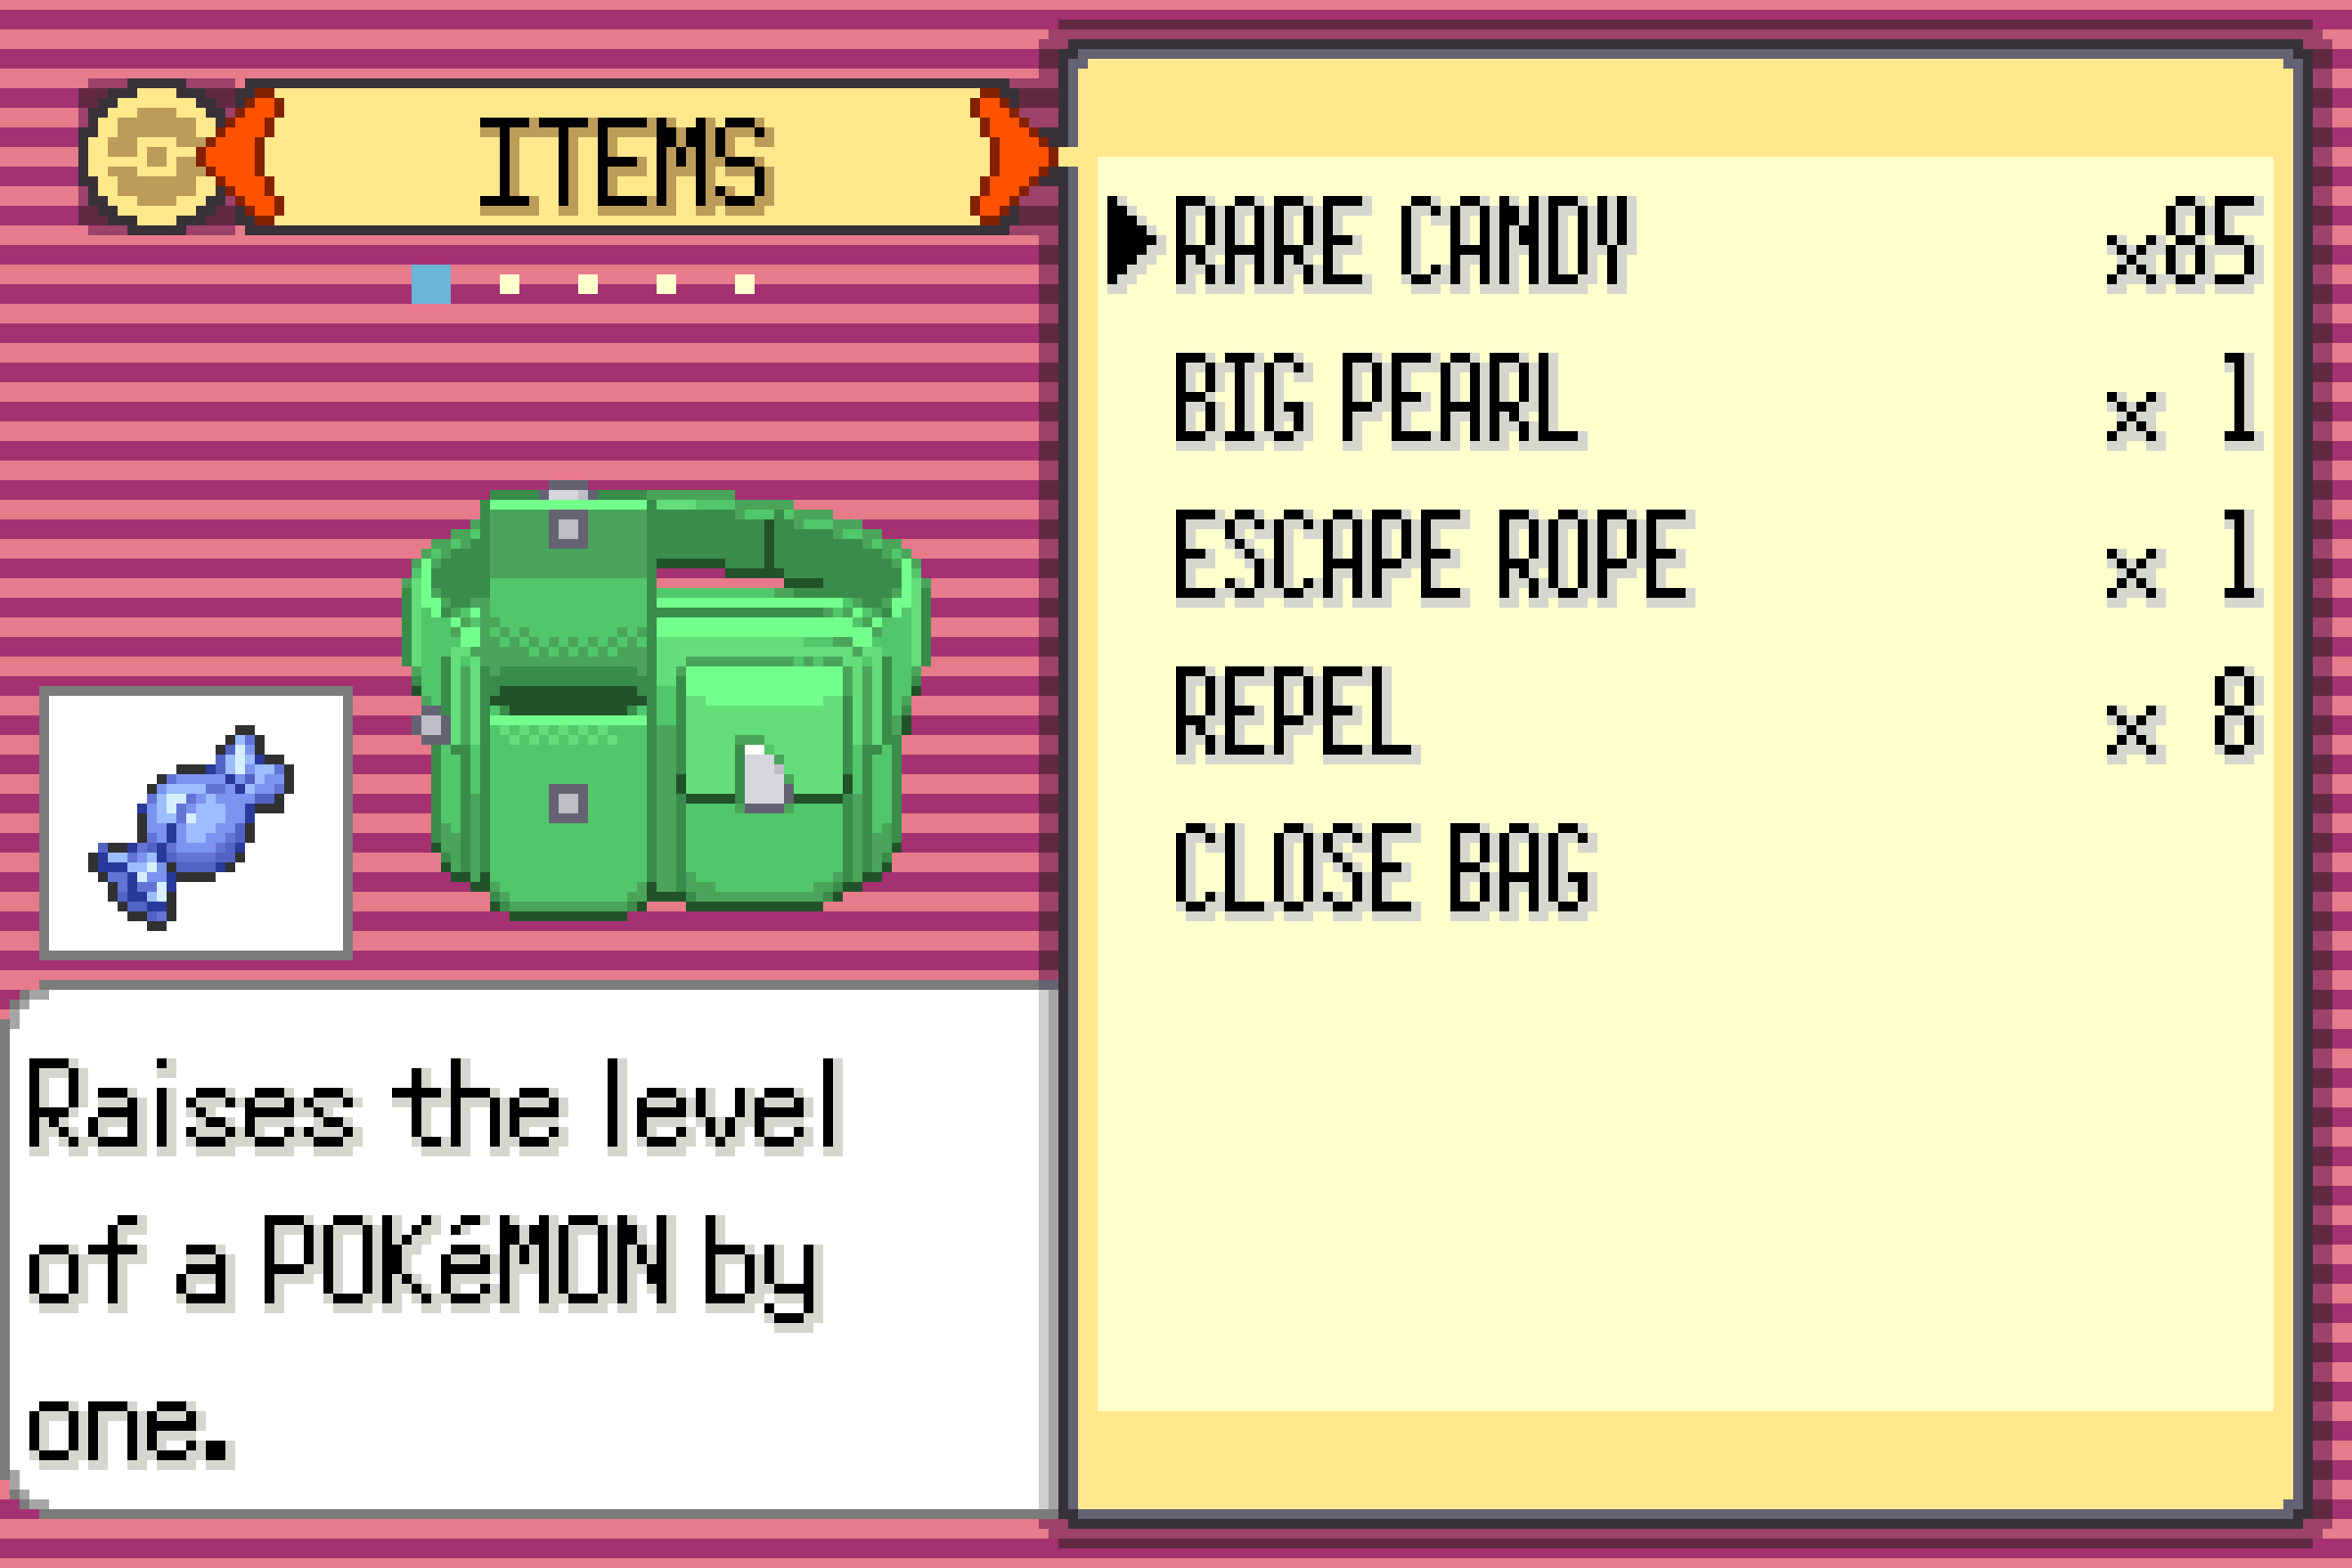 ITEMS
RARE CANDY ×85
BIG PEARL × 1
ESCAPE ROPE × 1
REPEL × 8
CLOSE BAG
Raises the level
of a POKéMON by
one.